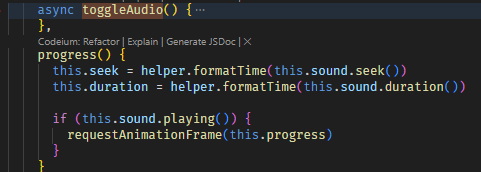 async toggleAudio() {···
},
Codeium: Refactor | Explain | Generate JSDoc | ×
progress() {
this.seek = helper.formatTime(this.sound.seek())
this.duration = helper.formatTime(this.sound.duration())
if (this.sound.playing()) {
requestAnimationFrame(this.progress)
}
}